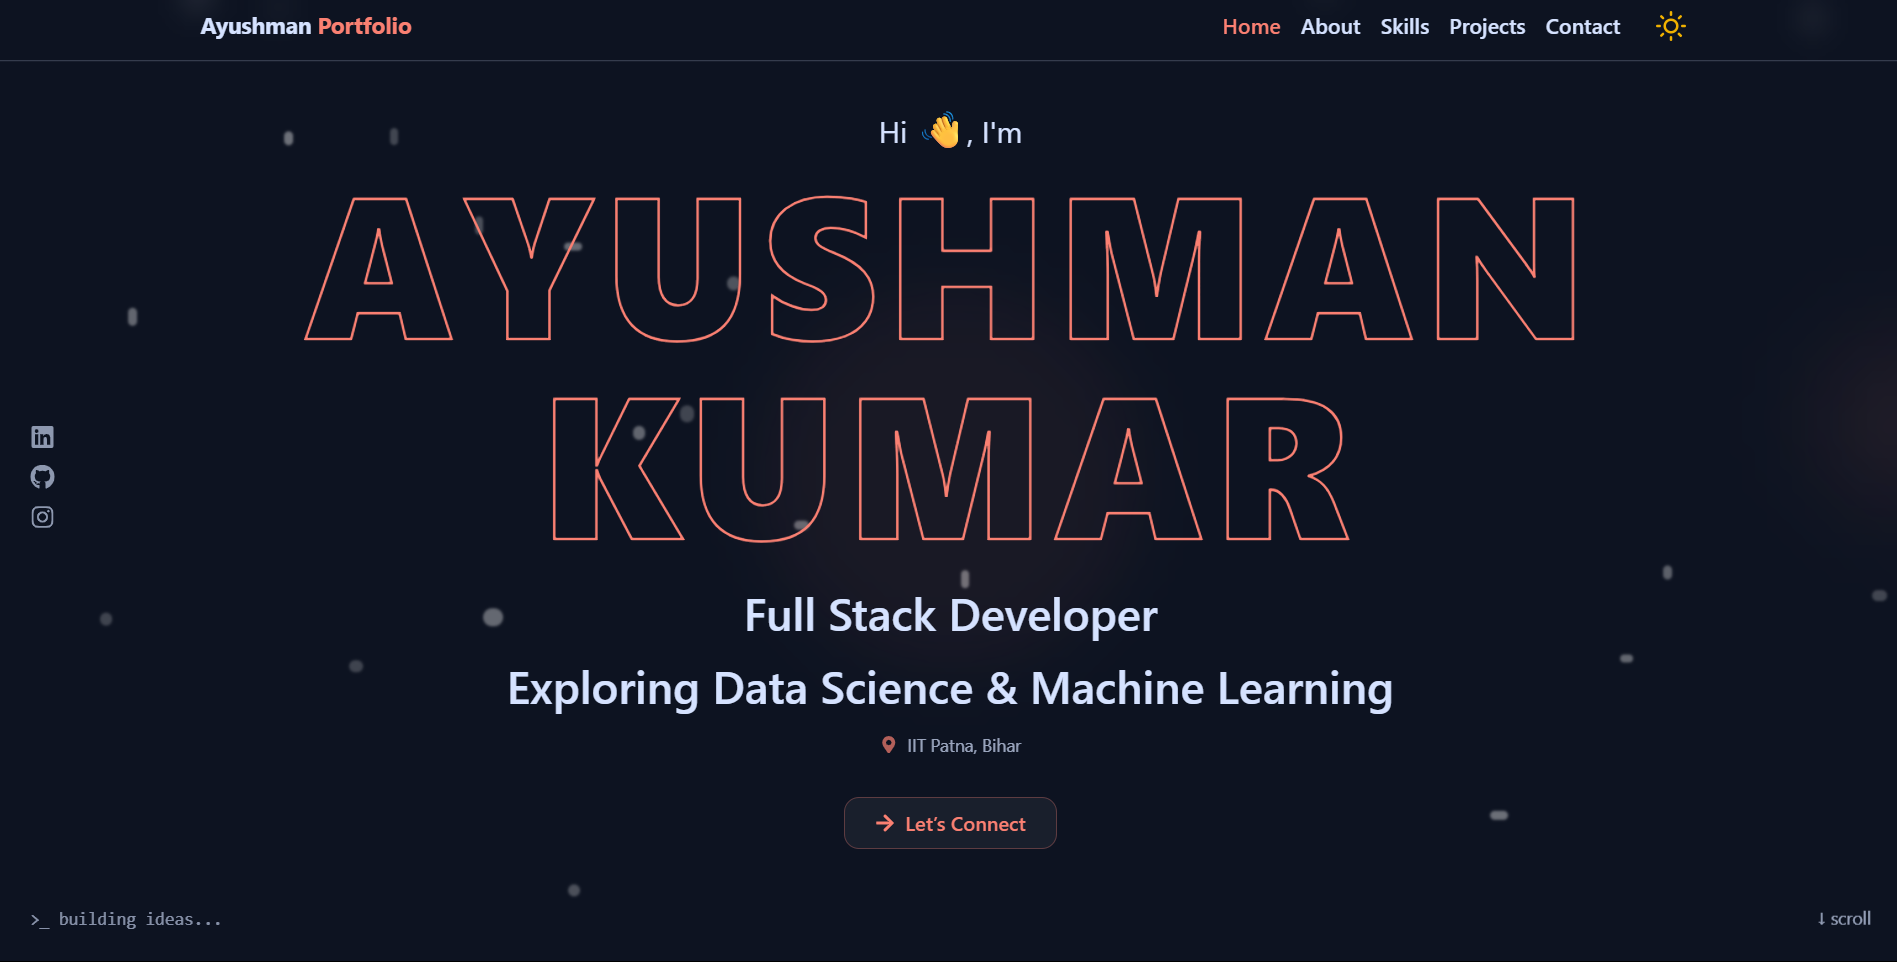 Ayushman Portfolio
Home About Skills Projects Contact
Hi 👋, I'm
AYUSHMAN
KUMAR
Full Stack Developer
Exploring Data Science & Machine Learning
IIT Patna, Bihar
→ Let’s Connect
>_ building ideas...
↓ scroll